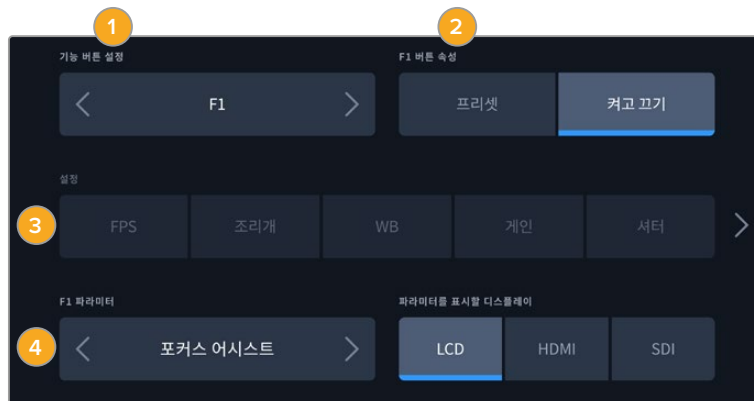 1 2
기능 버튼 설정 F1 버튼 속성
F1 프리셋 켜고 끄기
설정
3 FPS 조리개 WB 게인 셔터
F1 파라미터 파라미터를 표시할 디스플레이
4 포커스 어시스트 LCD HDMI SDI